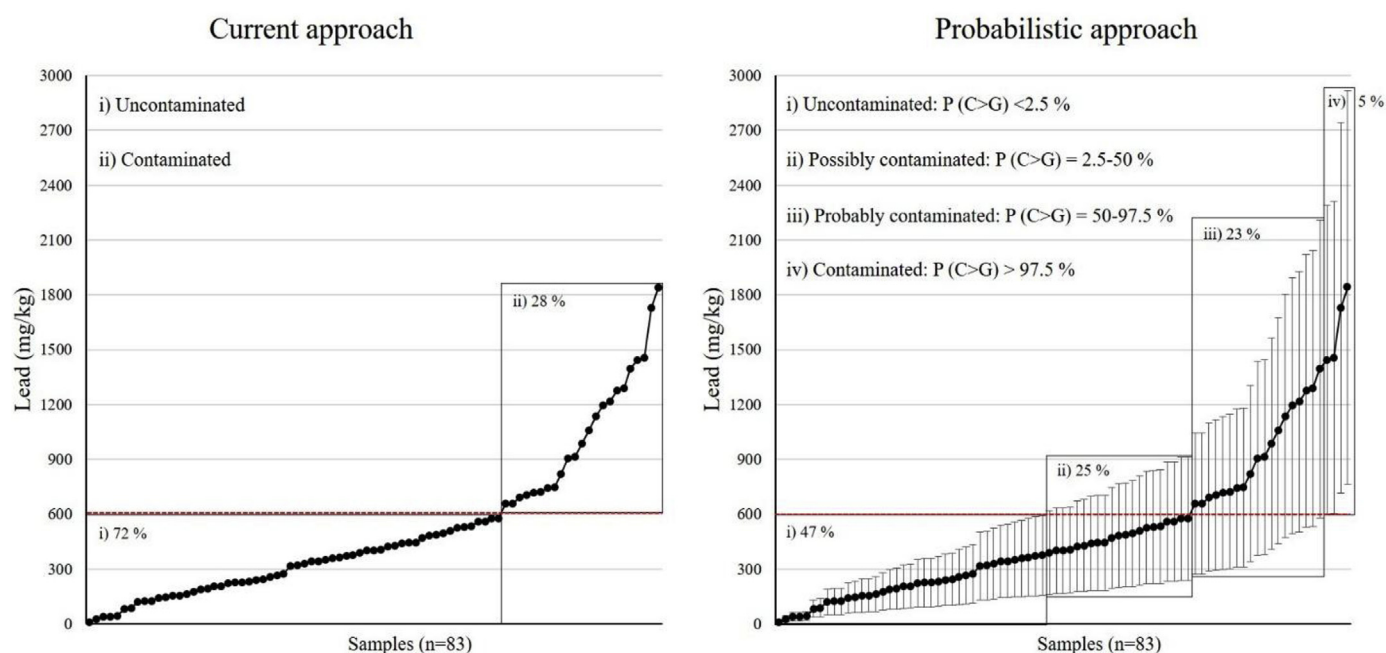 Current approach
3000
2700
2400
2100
1800
1500
1200
900
600
300
0
Lead (mg/kg)
i) Uncontaminated
ii) Contaminated
ii) 28 %
i) 72 %
Samples (n=83)
Probabilistic approach
3000
2700
2400
2100
1800
1500
1200
900
600
300
0
Lead (mg/kg)
i) Uncontaminated: P (C>G) <2.5 %
ii) Possibly contaminated: P (C>G) = 2.5-50 %
iii) Probably contaminated: P (C>G) = 50-97.5 %
iv) Contaminated: P (C>G) > 97.5 %
iv) 5 %
iii) 23 %
ii) 25 %
i) 47 %
Samples (n=83)